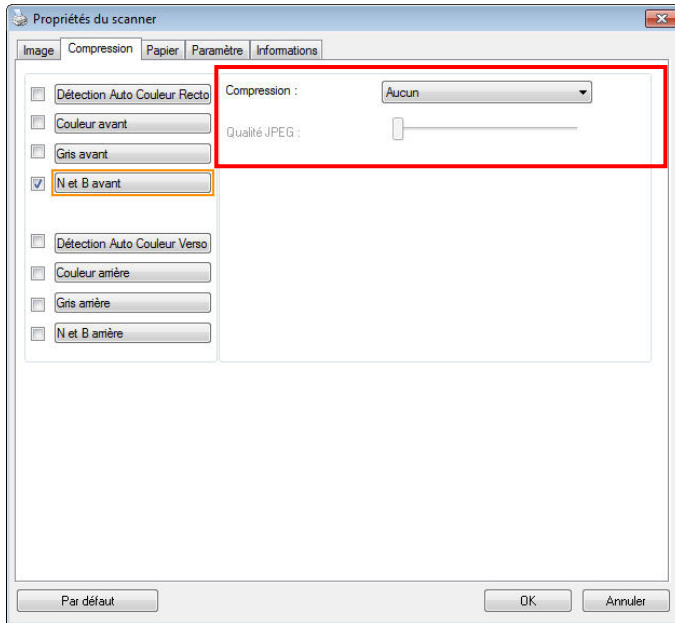 Propriétés du scanner
Image Compression Papier Paramètre Informations
Détection Auto Couleur Recto
Couleur avant
Gris avant
N et B avant
Détection Auto Couleur Verso
Couleur arrière
Gris arrière
N et B arrière
Compression : Aucun
Qualité JPEG :
Par défaut OK Annuler